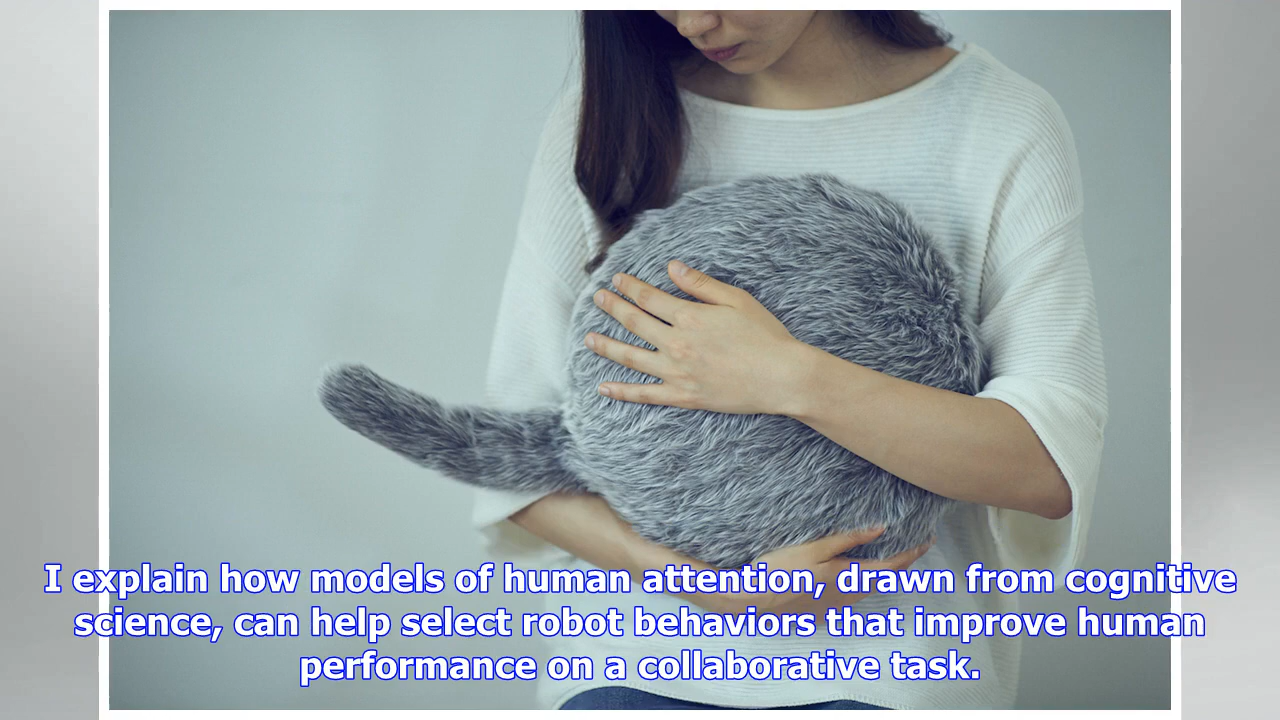 I explain how models of human attention, drawn from cognitive
science, can help select robot behaviors that improve human
performance on a collaborative task.